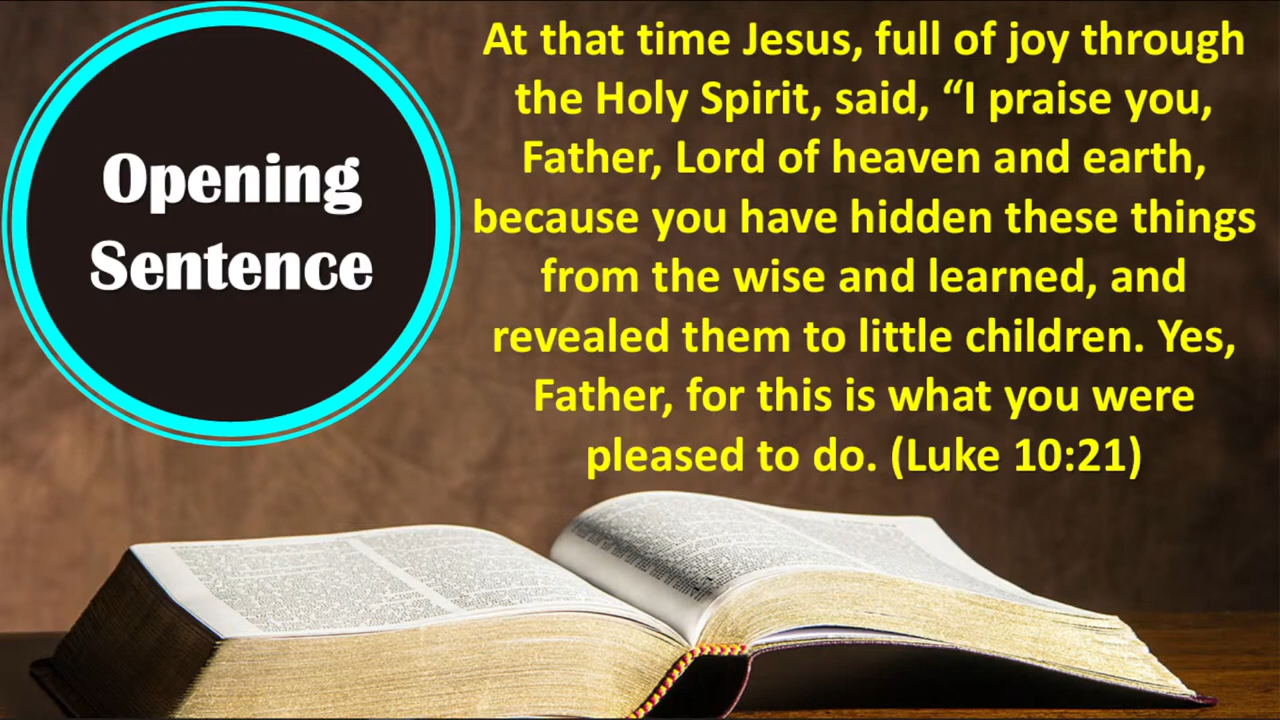 Opening
Sentence
At that time Jesus, full of joy through
the Holy Spirit, said, “I praise you,
Father, Lord of heaven and earth,
because you have hidden these things
from the wise and learned, and
revealed them to little children. Yes,
Father, for this is what you were
pleased to do. (Luke 10:21)